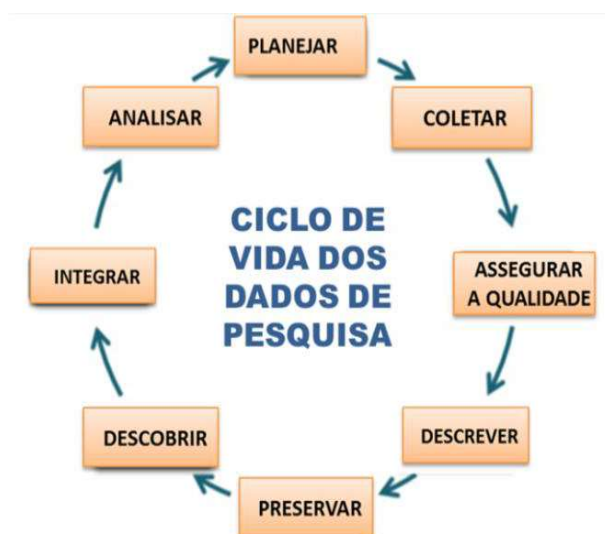 PLANEJAR
COLETAR
ASSEGURAR
A QUALIDADE
DESCREVER
PRESERVAR
DESCOBRIR
INTEGRAR
ANALISAR
CICLO DE
VIDA DOS
DADOS DE
PESQUISA